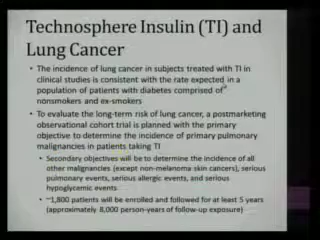 Technosphere Insulin (TI) and
Lung Cancer
• The incidence of lung cancer in subjects treated with TI in
clinical studies is consistent with the rate expected in a
population of patients with diabetes comprised of
nonsmokers and ex-smokers
• To evaluate the long-term risk of lung cancer, a postmarketing
observational cohort trial is planned with the primary
objective to determine the incidence of primary pulmonary
malignancies in patients taking TI
• Secondary objectives will be to determine the incidence of all
other malignancies (except non-melanoma skin cancers), serious
pulmonary events, serious allergic events, and serious
hypoglycemic events
• ~1,800 patients will be enrolled and followed for at least 5 years
(approximately 8,000 person-years of follow-up exposure)